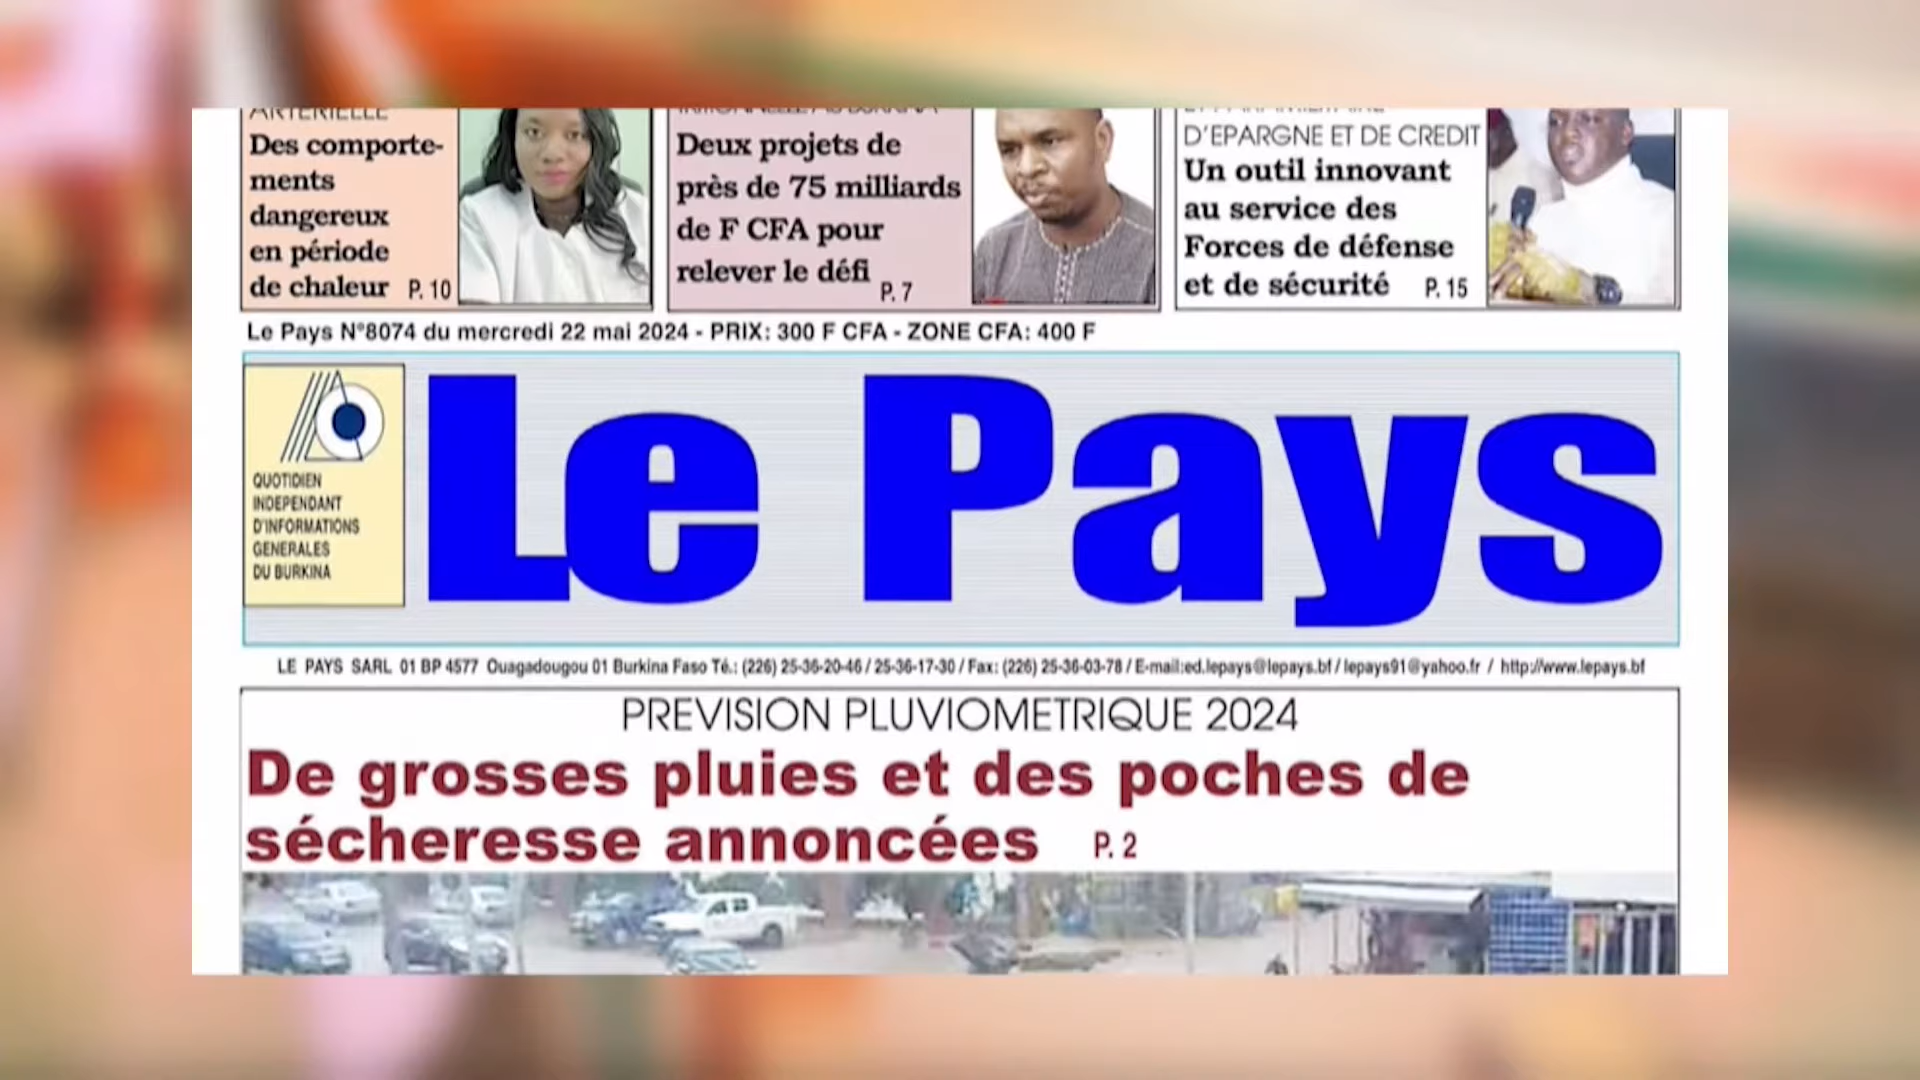 ARTERIELLE
Des comporte-
ments
dangereux
en période
de chaleur P. 10
Deux projets de
près de 75 milliards
de F CFA pour
relever le défi P. 7
D'EPARGNE ET DE CREDIT
Un outil innovant
au service des
Forces de défense
et de sécurité P. 15
Le Pays N°8074 du mercredi 22 mai 2024 - PRIX: 300 F CFA - ZONE CFA: 400 F
QUOTIDIEN
INDEPENDANT
D'INFORMATIONS
GENERALES
DU BURKINA
Le Pays
LE PAYS SARL 01 BP 4577 Ouagadougou 01 Burkina Faso Té.: (226) 25-36-20-46 / 25-36-17-30 / Fax: (226) 25-36-03-78 / E-mail:ed.lepays@lepays.bf / lepays91@yahoo.fr / http://www.lepays.bf
PREVISION PLUVIOMETRIQUE 2024
De grosses pluies et des poches de
sécheresse annoncées P. 2